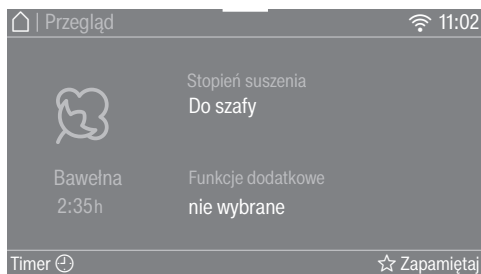 | Przegląd 11:02
Stopień suszenia
Do szafy
Bawełna
2:35h
Funkcje dodatkowe
nie wybrane
Timer Zapamiętaj